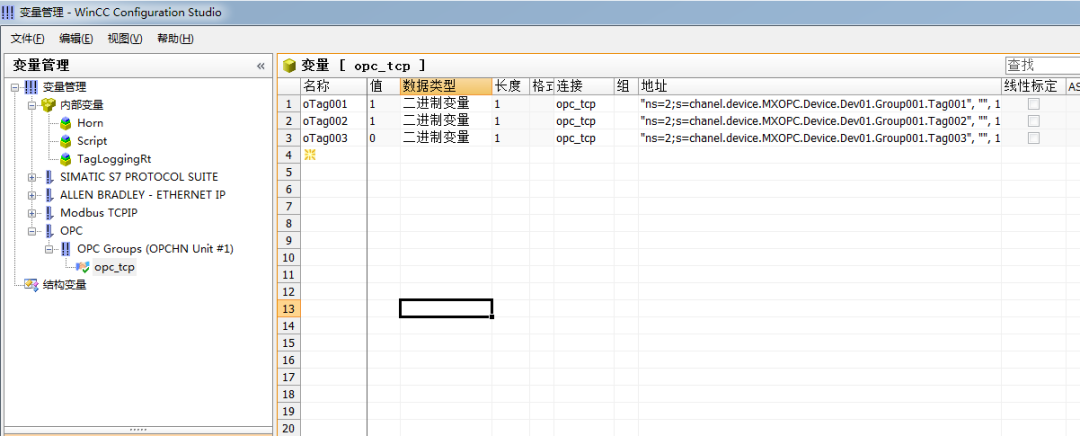 变量管理 - WinCC Configuration Studio
文件(F) 编辑(E) 视图(V) 帮助(H)
变量管理 «
变量管理
内部变量
Horn
Script
TagLoggingRt
SIMATIC S7 PROTOCOL SUITE
ALLEN BRADLEY - ETHERNET IP
Modbus TCPIP
OPC
OPC Groups (OPCHN Unit #1)
opc_tcp
结构变量
变量 [ opc_tcp ] 查找
名称 值 数据类型 长度 格式 连接 组 地址 线性标定 AS
1 oTag001 1 二进制变量 1 opc_tcp "ns=2;s=chanel.device.MXOPC.Device.Dev01.Group001.Tag001", "", 1
2 oTag002 1 二进制变量 1 opc_tcp "ns=2;s=chanel.device.MXOPC.Device.Dev01.Group001.Tag002", "", 1
3 oTag003 0 二进制变量 1 opc_tcp "ns=2;s=chanel.device.MXOPC.Device.Dev01.Group001.Tag003", "", 1
4
5
6
7
8
9
10
11
12
13
14
15
16
17
18
19
20